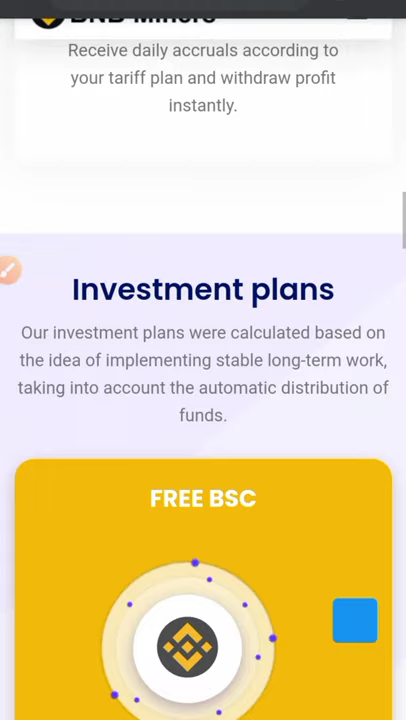 BNB Miners
Receive daily accruals according to
your tariff plan and withdraw profit
instantly.
Investment plans
Our investment plans were calculated based on
the idea of implementing stable long-term work,
taking into account the automatic distribution of
funds.
FREE BSC